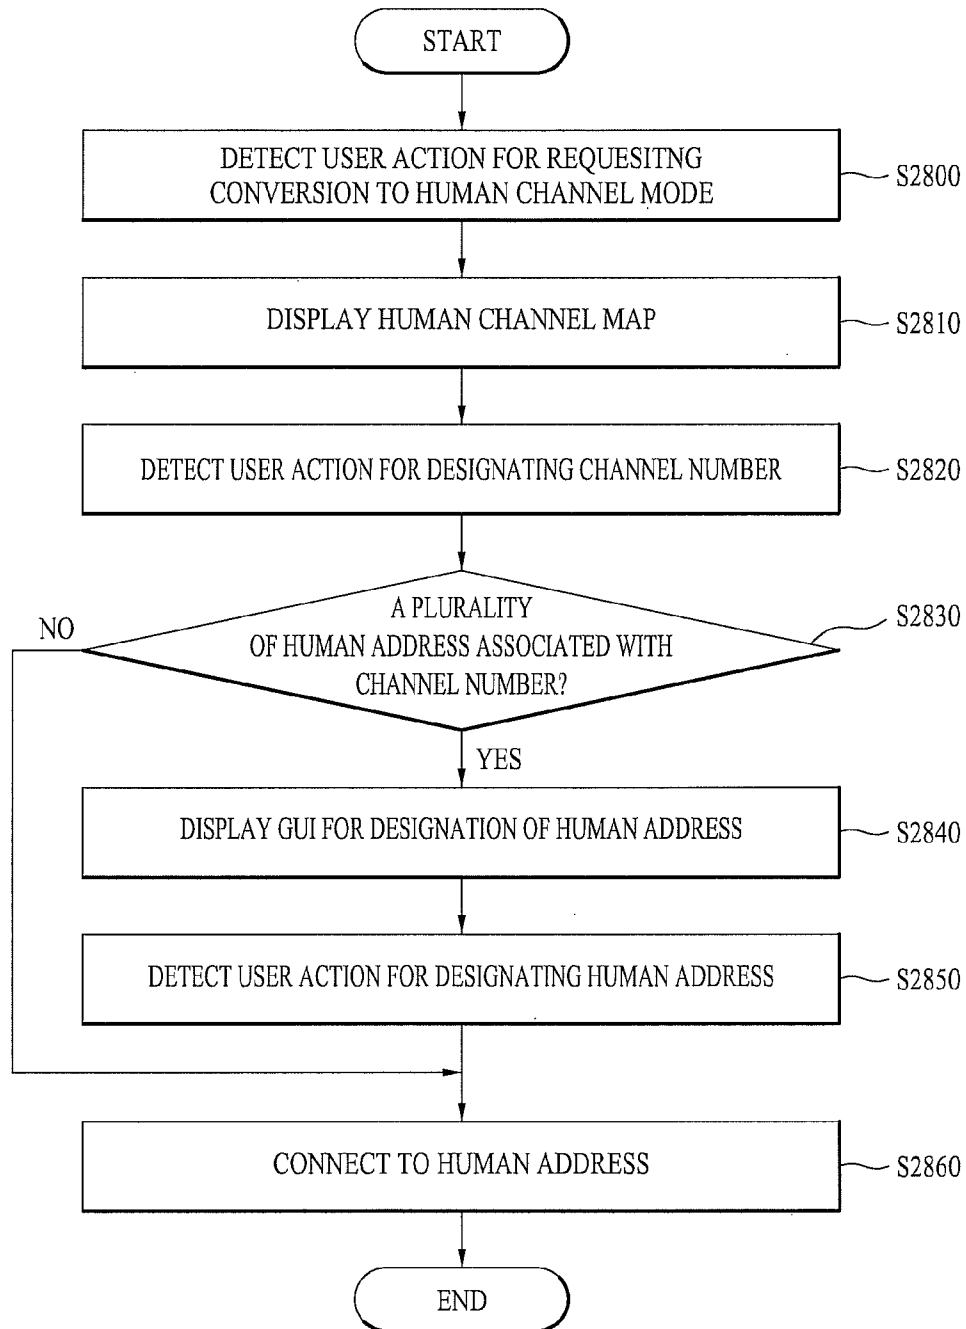 START
DETECT USER ACTION FOR REQUESITNG
CONVERSION TO HUMAN CHANNEL MODE
S2800
DISPLAY HUMAN CHANNEL MAP
S2810
DETECT USER ACTION FOR DESIGNATING CHANNEL NUMBER
S2820
A PLURALITY
OF HUMAN ADDRESS ASSOCIATED WITH
CHANNEL NUMBER?
S2830
NO
YES
DISPLAY GUI FOR DESIGNATION OF HUMAN ADDRESS
S2840
DETECT USER ACTION FOR DESIGNATING HUMAN ADDRESS
S2850
CONNECT TO HUMAN ADDRESS
S2860
END